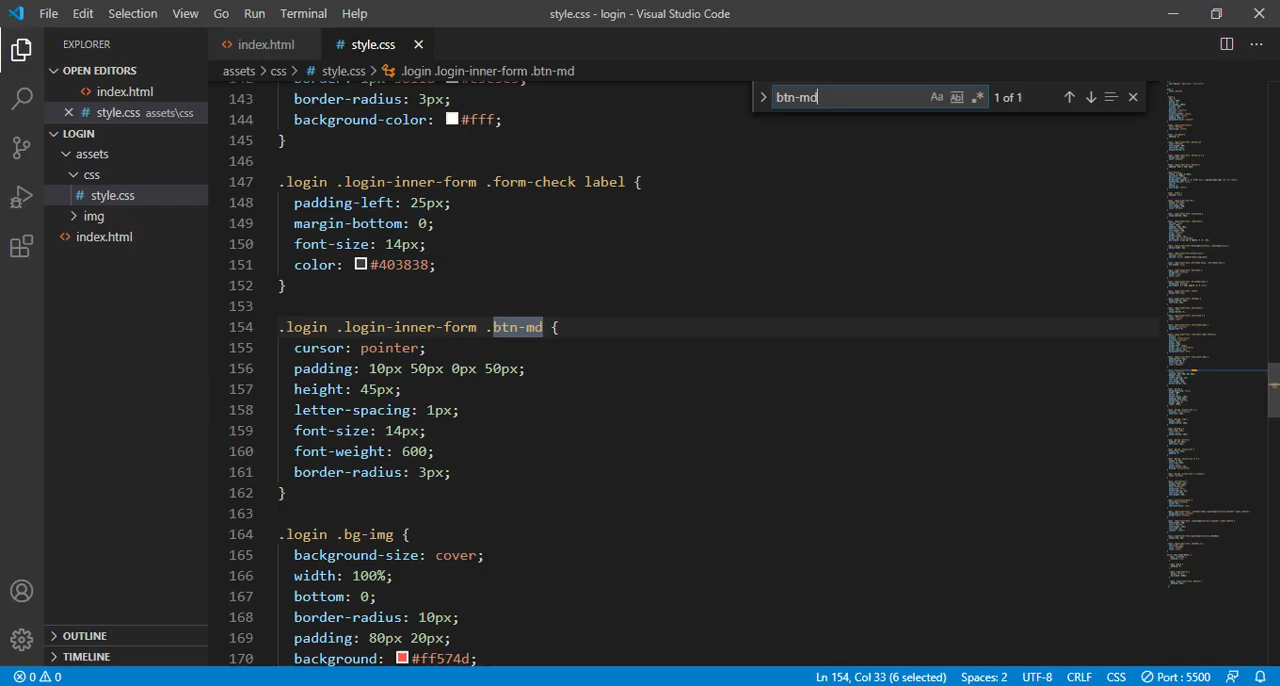 File Edit Selection View Go Run Terminal Help style.css - login - Visual Studio Code
EXPLORER
index.html
style.css
OPEN EDITORS
index.html
style.css assets\css
LOGIN
assets
css
style.css
img
index.html
assets > css > # style.css > .login .login-inner-form .btn-md
btn-md
Aa Ab .* 1 of 1
143 border-radius: 3px;
144 background-color: #fff;
145 }
146
147 .login .login-inner-form .form-check label {
148 padding-left: 25px;
149 margin-bottom: 0;
150 font-size: 14px;
151 color: #403838;
152 }
153
154 .login .login-inner-form .btn-md {
155 cursor: pointer;
156 padding: 10px 50px 0px 50px;
157 height: 45px;
158 letter-spacing: 1px;
159 font-size: 14px;
160 font-weight: 600;
161 border-radius: 3px;
162 }
163
164 .login .bg-img {
165 background-size: cover;
166 width: 100%;
167 bottom: 0;
168 border-radius: 10px;
169 padding: 80px 20px;
170 background: #ff574d;
OUTLINE
TIMELINE
0 0 Ln 154, Col 33 (6 selected) Spaces: 2 UTF-8 CRLF CSS Port : 5500